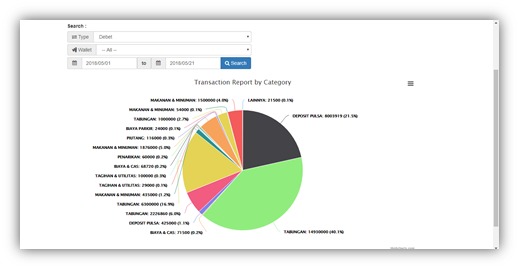 Search :
Type Debet
Wallet -- All --
2018/05/01 to 2018/05/21 Search
Transaction Report by Category
MAKANAN & MINUMAN: 1500000 (4.0%)
LAINNYA: 21500 (0.1%)
MAKANAN & MINUMAN: 54000 (0.1%)
DEPOSIT PULSA: 8003919 (21.5%)
TABUNGAN: 1000000 (2.7%)
BIAYA PARKIR: 24000 (0.1%)
PIUTANG: 116000 (0.3%)
MAKANAN & MINUMAN: 1876000 (5.0%)
PENARIKAN: 60000 (0.2%)
BIAYA & CAS: 68720 (0.2%)
TAGIHAN & UTILITAS: 100000 (0.3%)
TAGIHAN & UTILITAS: 29000 (0.1%)
MAKANAN & MINUMAN: 435000 (1.2%)
TABUNGAN: 6300000 (16.9%)
TABUNGAN: 2226860 (6.0%)
DEPOSIT PULSA: 425000 (1.1%)
BIAYA & CAS: 71500 (0.2%)
TABUNGAN: 14950000 (40.1%)